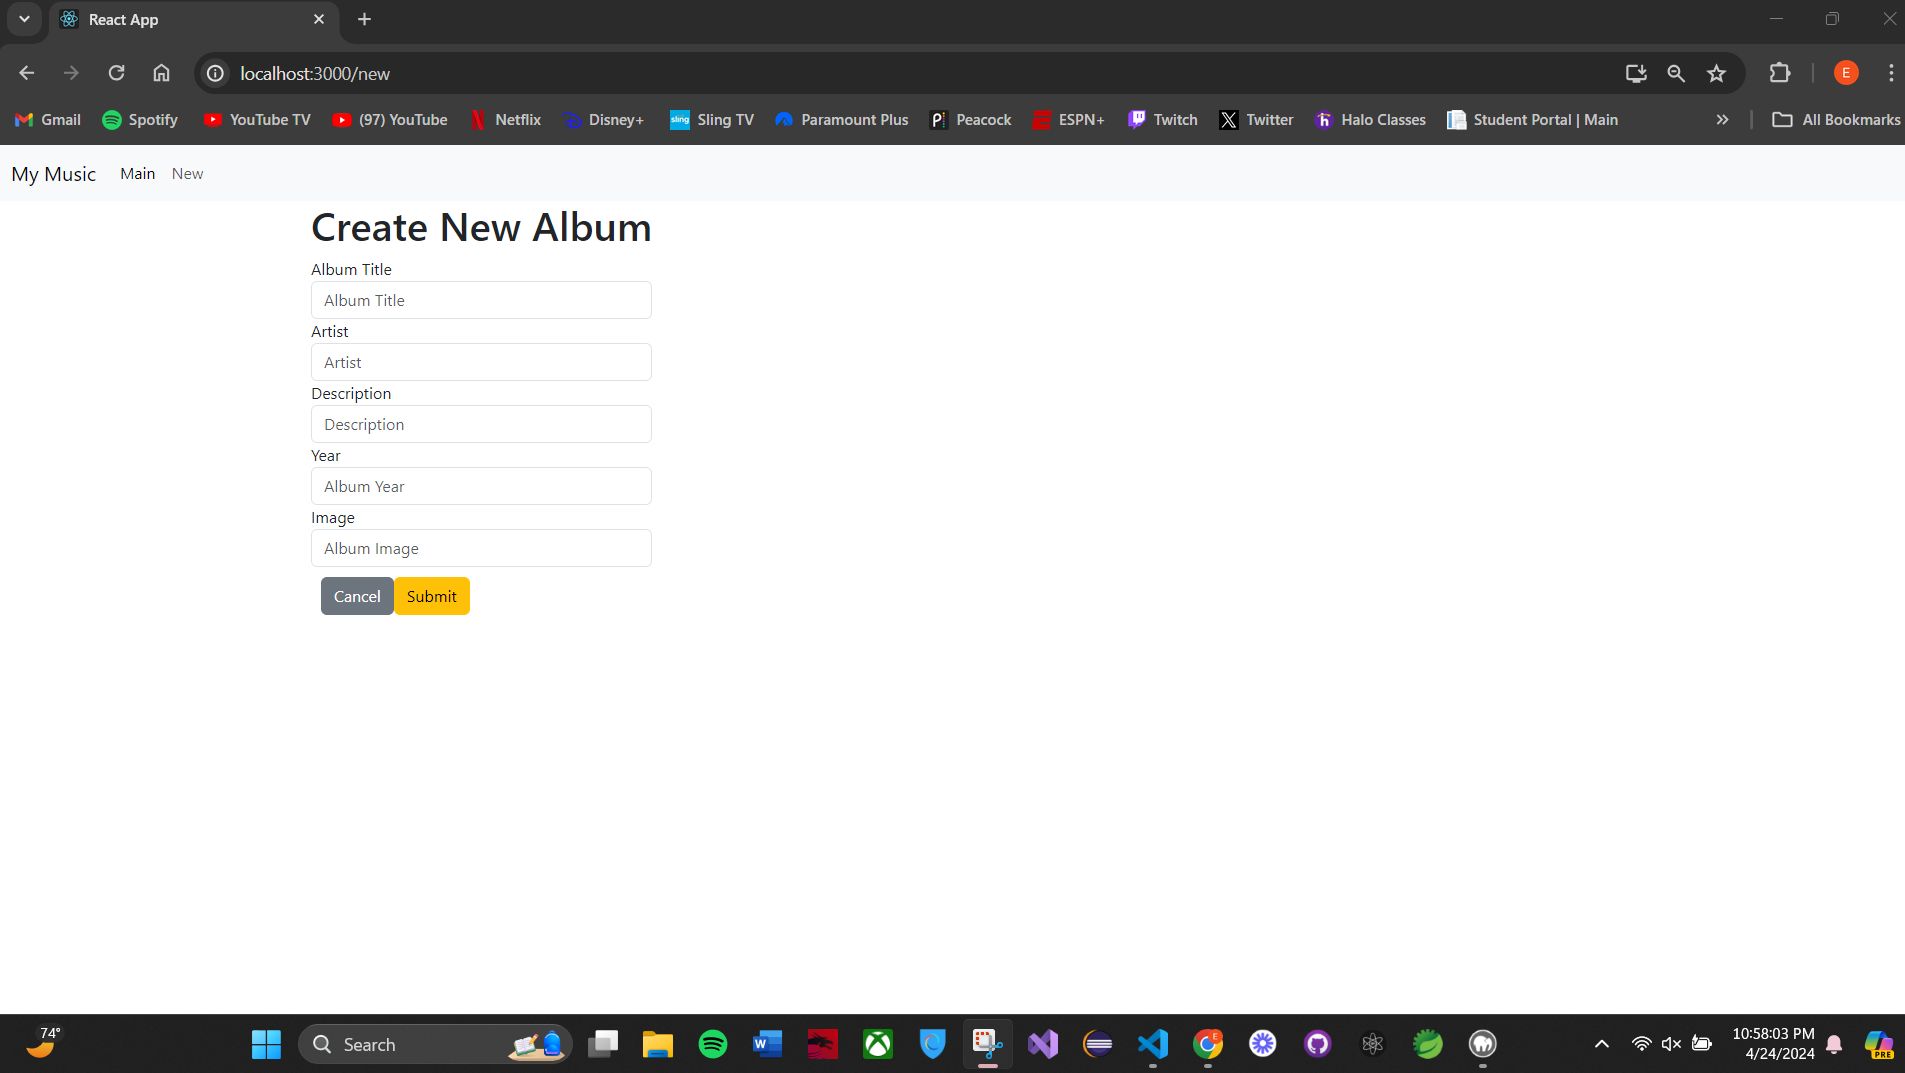 React App
localhost:3000/new
E
Gmail Spotify YouTube TV (97) YouTube Netflix Disney+ sling Sling TV Paramount Plus Peacock ESPN+ Twitch Twitter Halo Classes Student Portal | Main All Bookmarks
My Music Main New
Create New Album
Album Title
Album Title
Artist
Artist
Description
Description
Year
Album Year
Image
Album Image
Cancel Submit
74°
Search
10:58:03 PM
4/24/2024
PRE